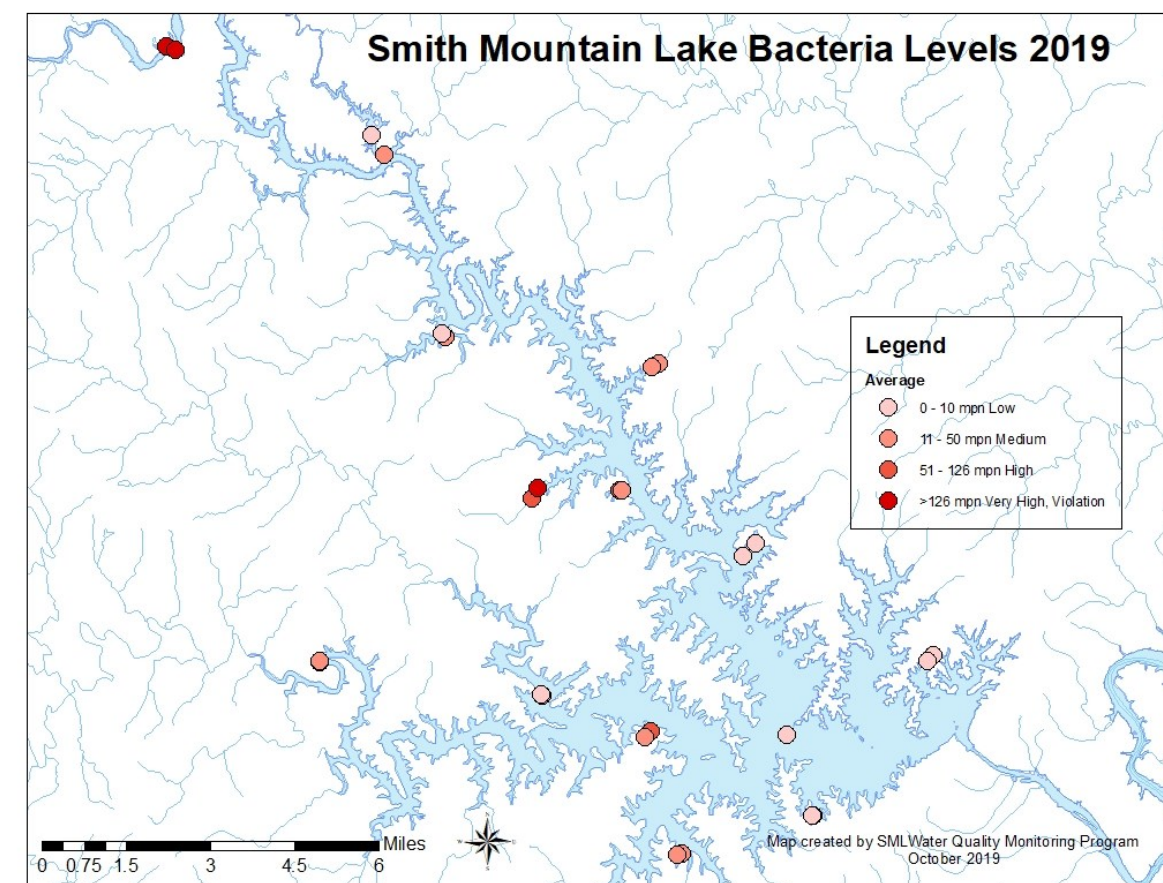 Smith Mountain Lake Bacteria Levels 2019
Legend
Average
0 - 10 mpn Low
11 - 50 mpn Medium
51 - 126 mpn High
>126 mpn Very High, Violation
Miles
0 0.75 1.5 3 4.5 6
N
W
S
Map created by SMLWater Quality Monitoring Program
October 2019